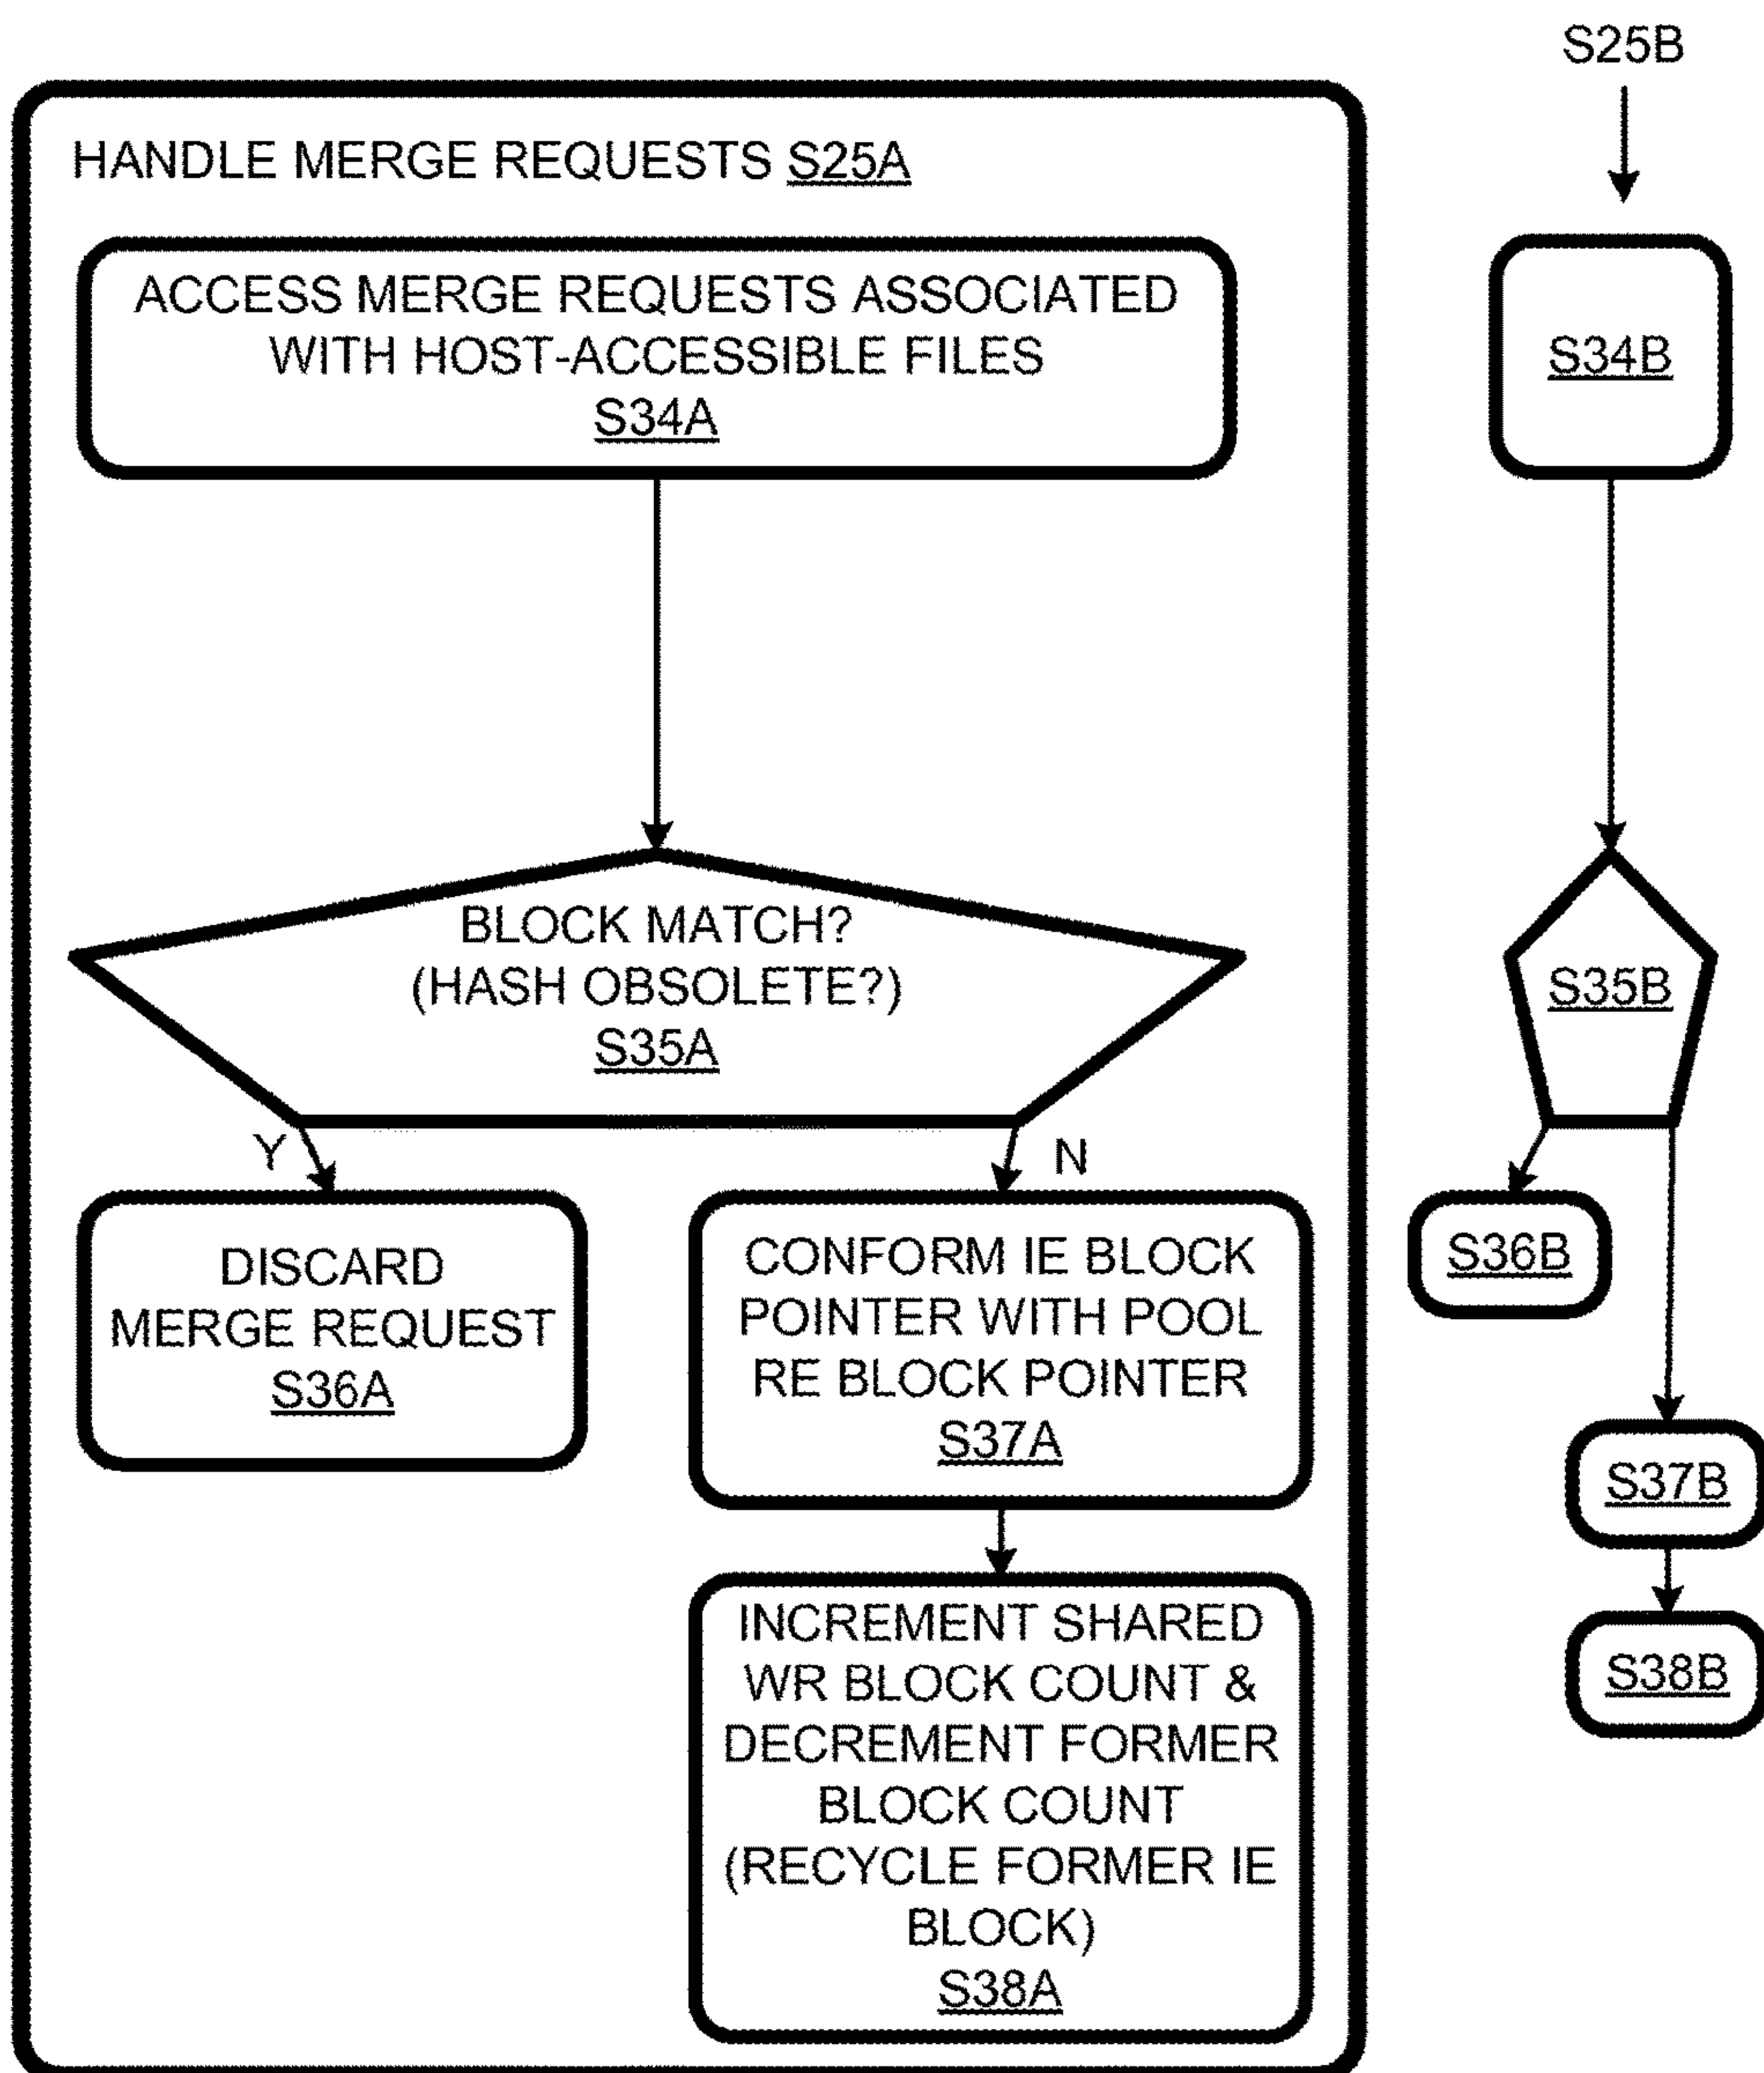 HANDLE MERGE REQUESTS S25A
ACCESS MERGE REQUESTS ASSOCIATED
WITH HOST-ACCESSIBLE FILES
S34A
BLOCK MATCH?
(HASH OBSOLETE?)
S35A
Y
N
DISCARD
MERGE REQUEST
S36A
CONFORM IE BLOCK
POINTER WITH POOL
RE BLOCK POINTER
S37A
INCREMENT SHARED
WR BLOCK COUNT &
DECREMENT FORMER
BLOCK COUNT
(RECYCLE FORMER IE
BLOCK)
S38A
S25B
S34B
S35B
S36B
S37B
S38B